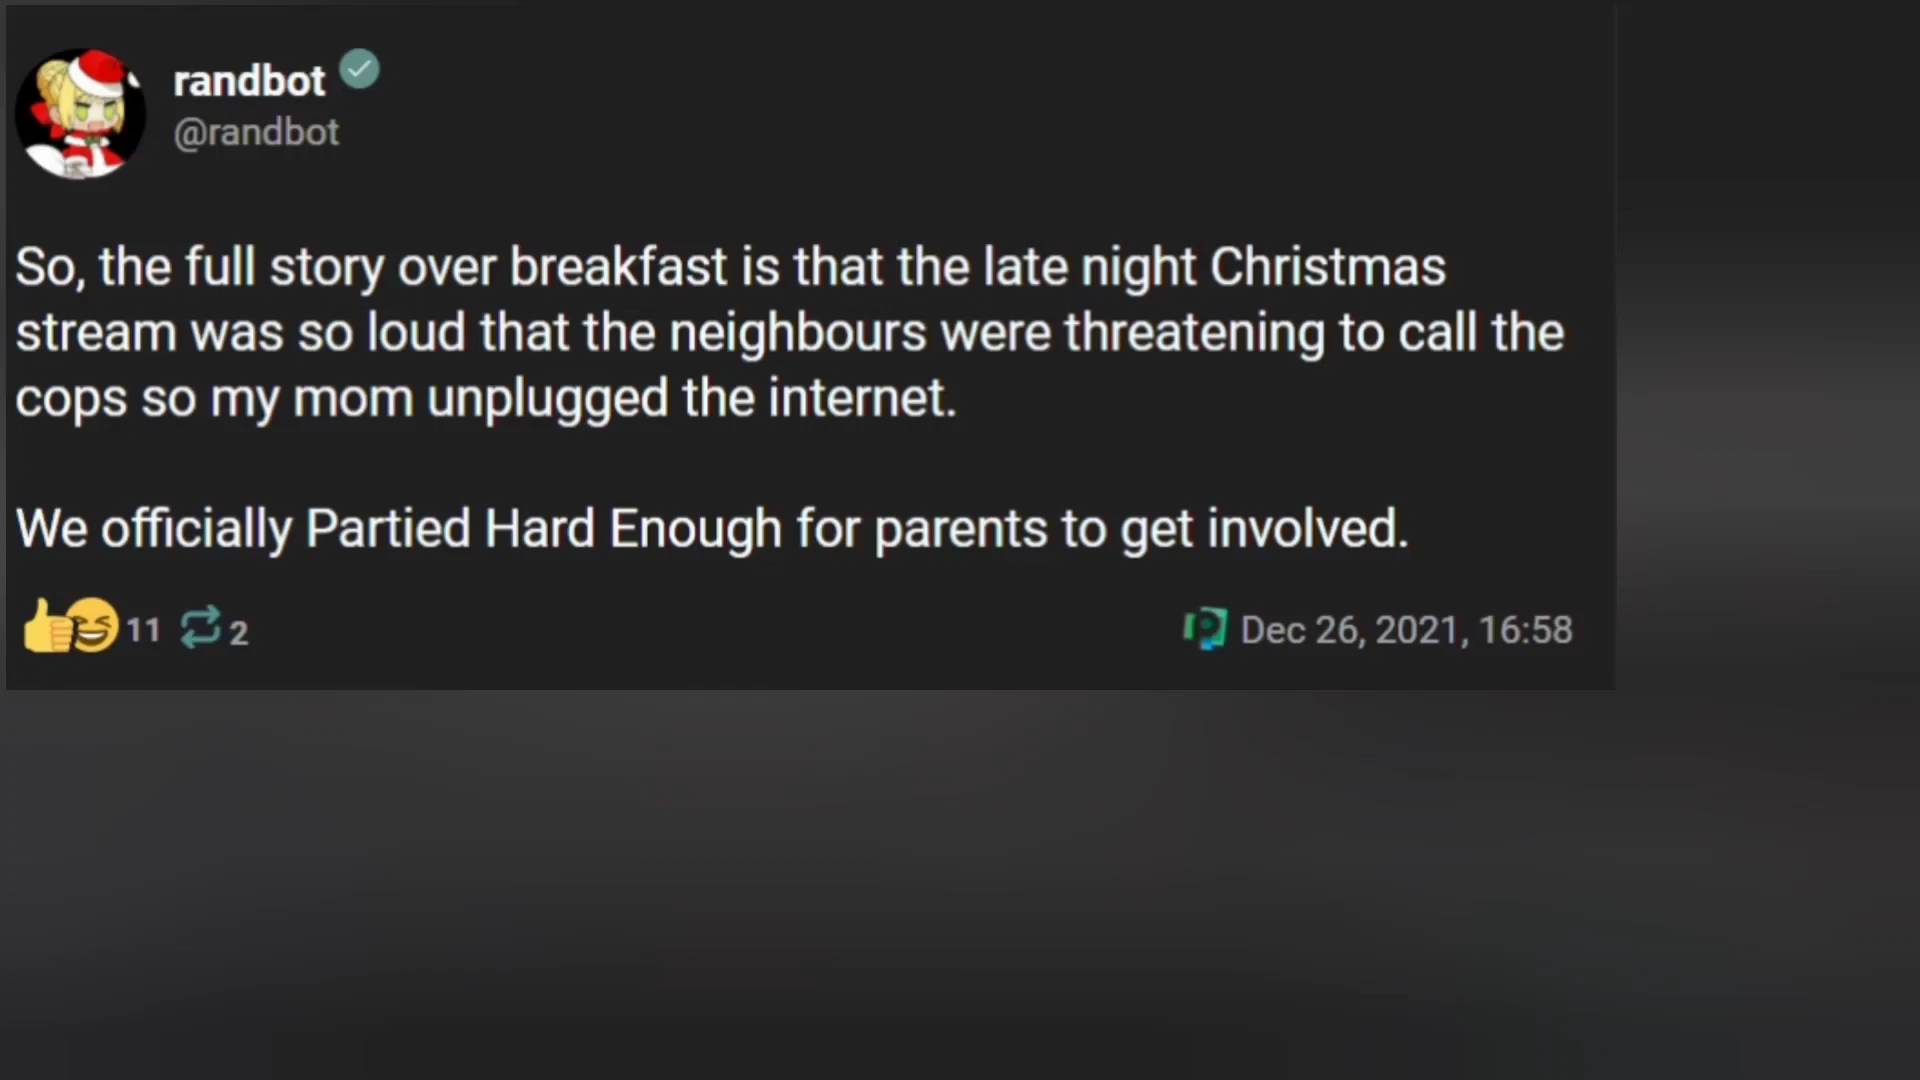 randbot
@randbot
So, the full story over breakfast is that the late night Christmas
stream was so loud that the neighbours were threatening to call the
cops so my mom unplugged the internet.
We officially Partied Hard Enough for parents to get involved.
11 2 Dec 26, 2021, 16:58